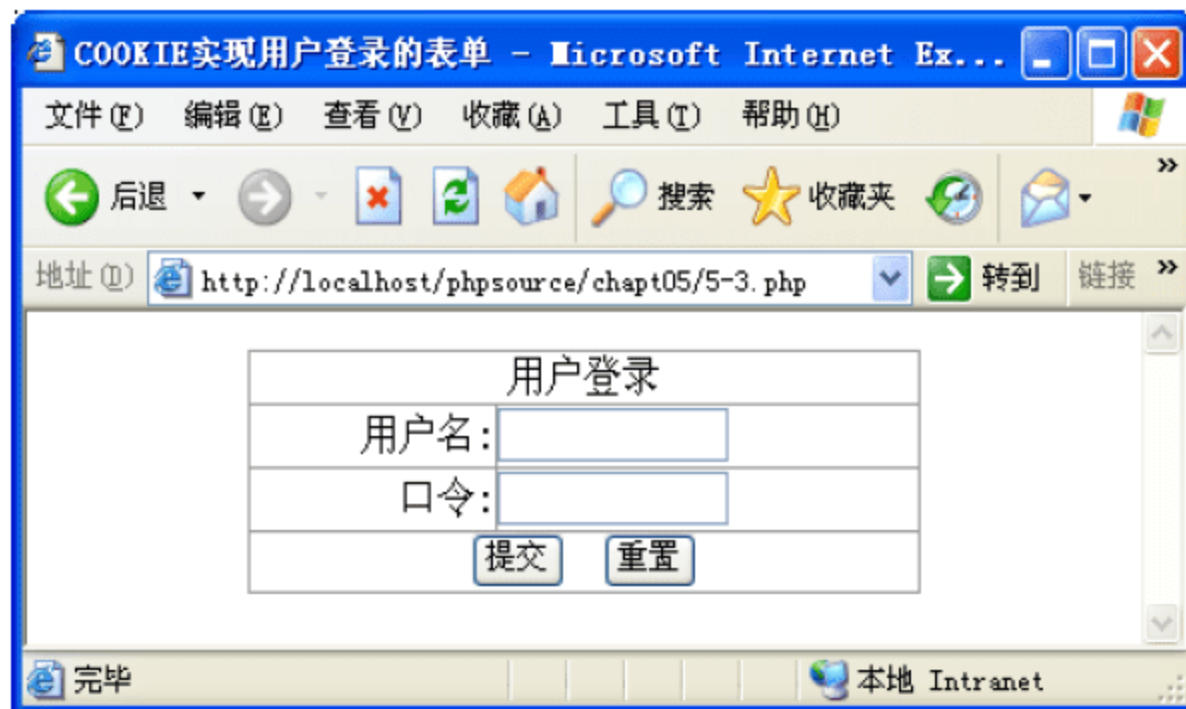 COOKIE实现用户登录的表单 - Microsoft Internet Ex...
文件(F) 编辑(E) 查看(V) 收藏(A) 工具(T) 帮助(H)
后退 搜索 收藏夹 »
地址(D) http://localhost/phpsource/chapt05/5-3.php 转到 链接 »
用户登录
用户名:
口令:
提交 重置
完毕 本地 Intranet